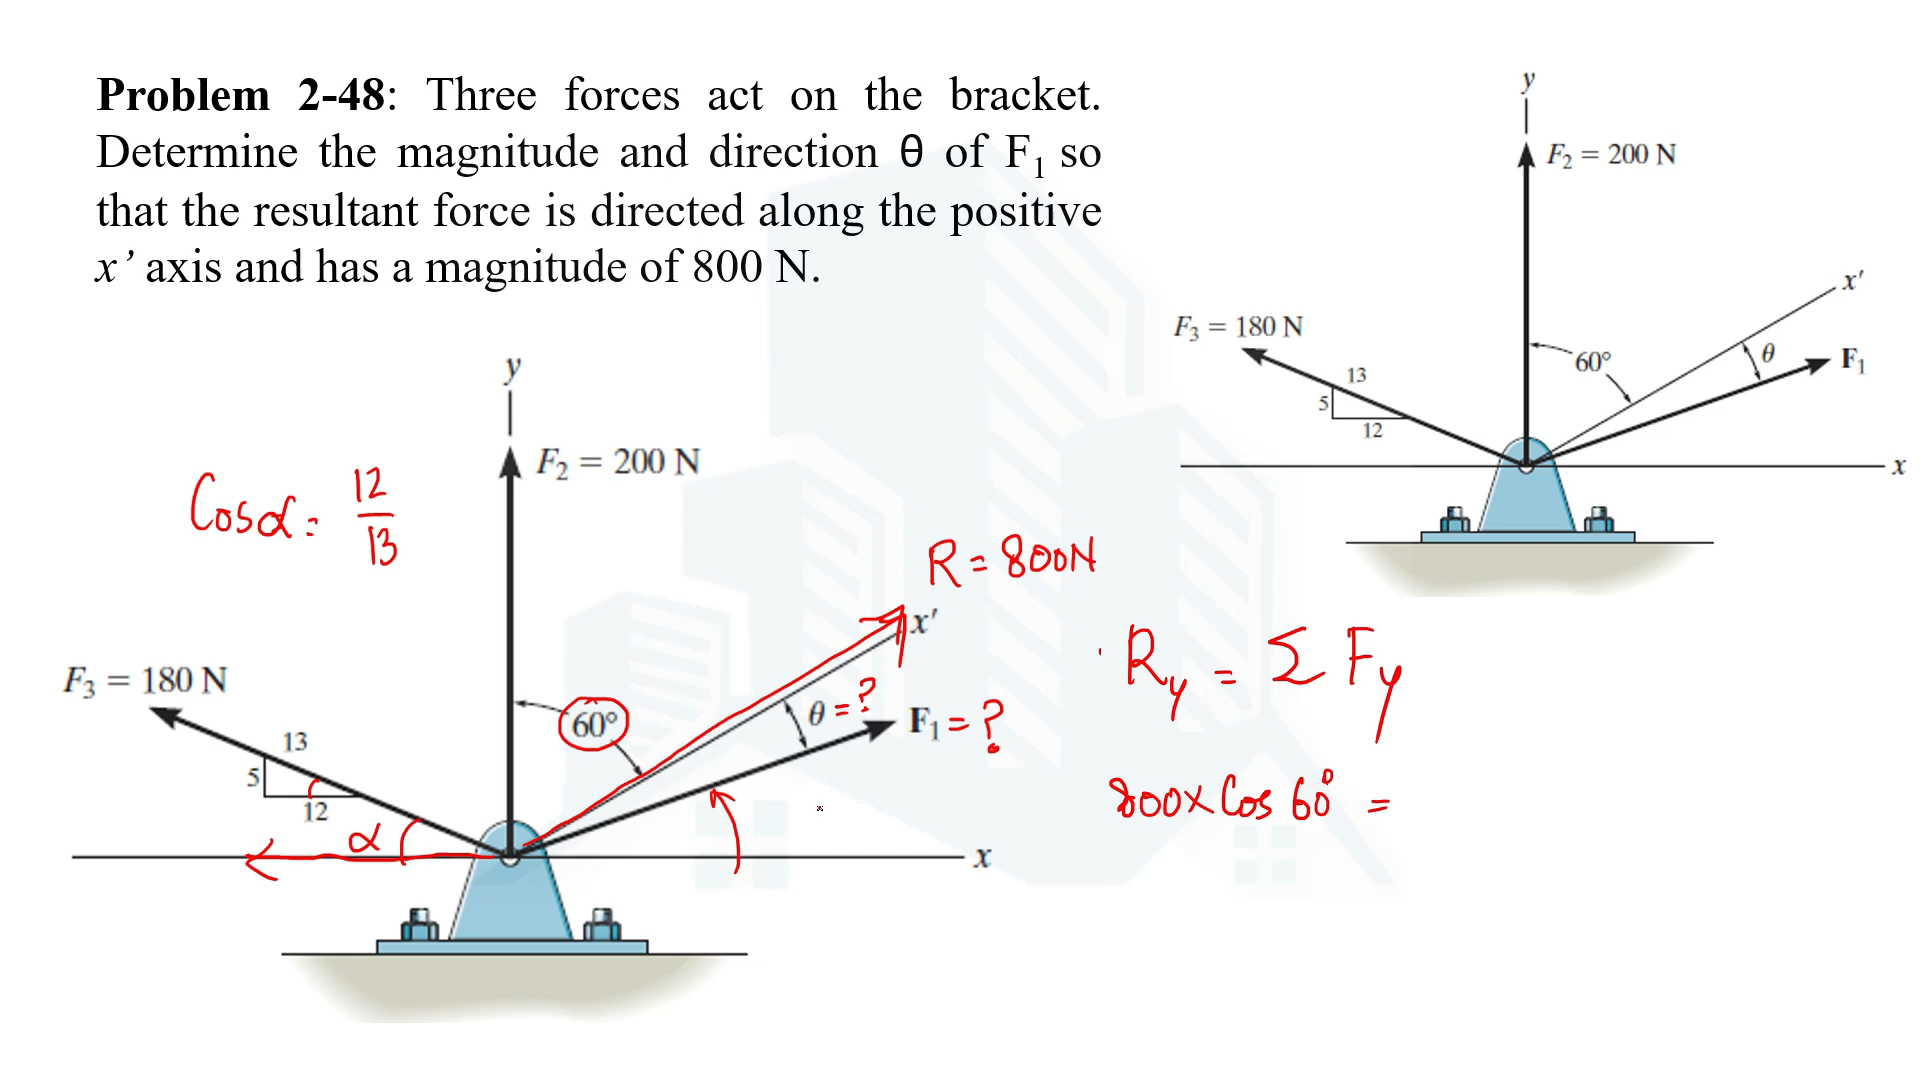 Problem 2-48: Three forces act on the bracket.
Determine the magnitude and direction θ of F₁ so
that the resultant force is directed along the positive
x’ axis and has a magnitude of 800 N.
y
F₂ = 200 N
x′
F₃ = 180 N
60°
θ
F₁
13
5
12
x
y
F₂ = 200 N
Cosα = 12/13
R = 800N
x′
Ry = Σ Fy
F₃ = 180 N
60°
θ = ?
F₁ = ?
13
5
12
800 x Cos 60° =
α
x